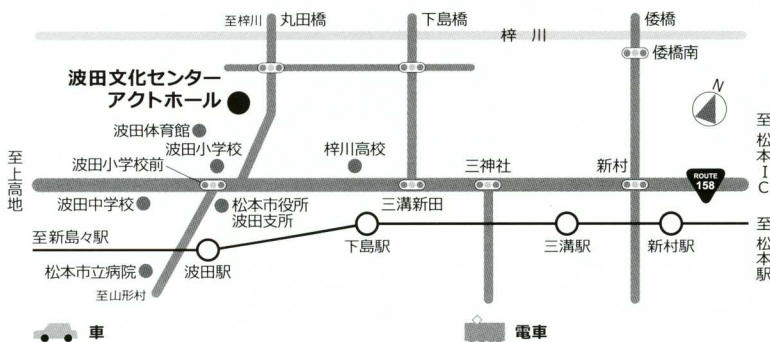 至梓川
丸田橋
下島橋
倭橋
梓 川
倭橋南
波田文化センター
アクトホール
N
波田体育館
波田小学校
梓川高校
至上高地
波田小学校前
三神社
新村
ROUTE
158
至松本IC
波田中学校
松本市役所
波田支所
三溝新田
至新島々駅
波田駅
下島駅
三溝駅
新村駅
至松本駅
松本市立病院
至山形村
車
電車